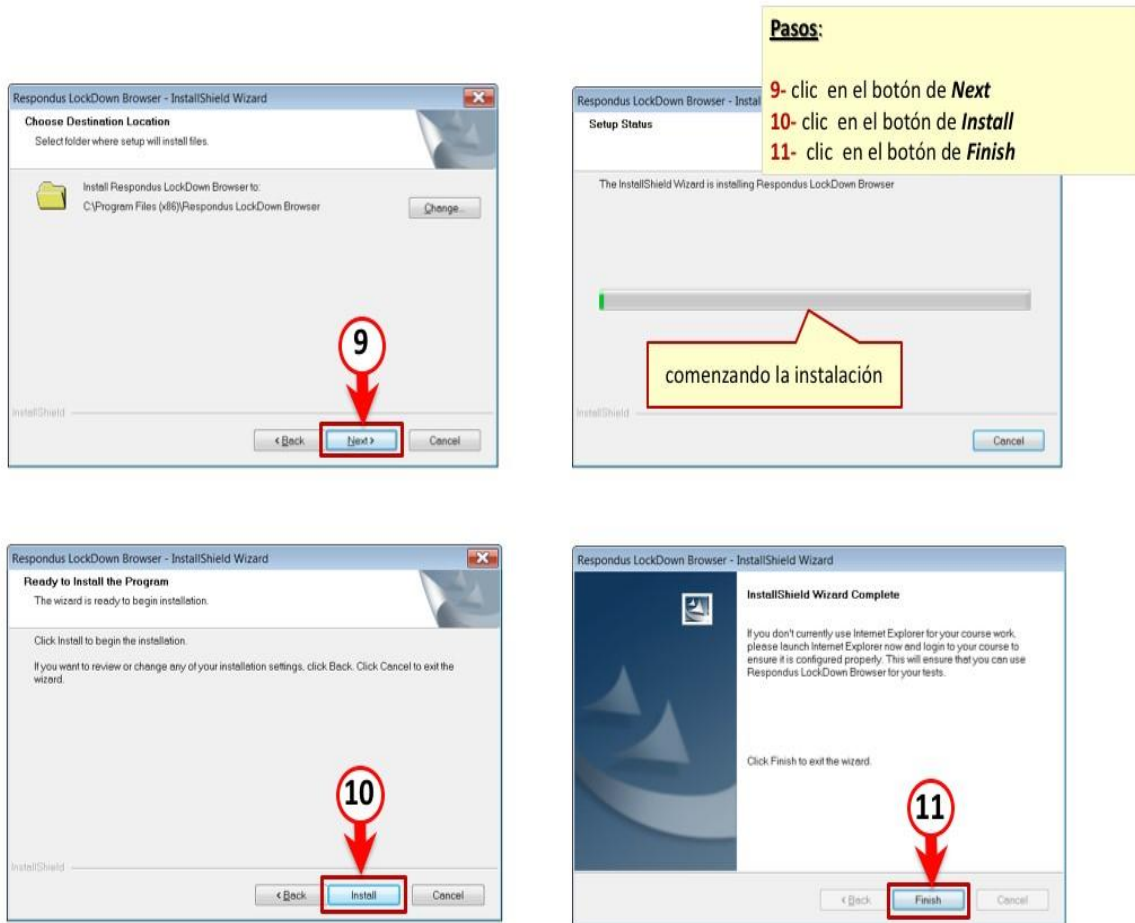 Pasos:
9- clic en el botón de Next
10- clic en el botón de Install
11- clic en el botón de Finish
Respondus LockDown Browser - InstallShield Wizard
Choose Destination Location
Select folder where setup will install files.
Install Respondus LockDown Browser to:
C:\Program Files (x86)\Respondus LockDown Browser
Change...
9
InstallShield
< Back Next > Cancel
Respondus LockDown Browser - Instal
Setup Status
The InstallShield Wizard is installing Respondus LockDown Browser
comenzando la instalación
InstallShield
Cancel
Respondus LockDown Browser - InstallShield Wizard
Ready to Install the Program
The wizard is ready to begin installation.
Click Install to begin the installation.
If you want to review or change any of your installation settings, click Back. Click Cancel to exit the
wizard.
10
InstallShield
< Back Install Cancel
Respondus LockDown Browser - InstallShield Wizard
InstallShield Wizard Complete
If you don't currently use Internet Explorer for your course work,
please launch Internet Explorer now and login to your course to
ensure it is configured properly. This will ensure that you can use
Respondus LockDown Browser for your tests.
Click Finish to exit the wizard.
11
< Back Finish Cancel